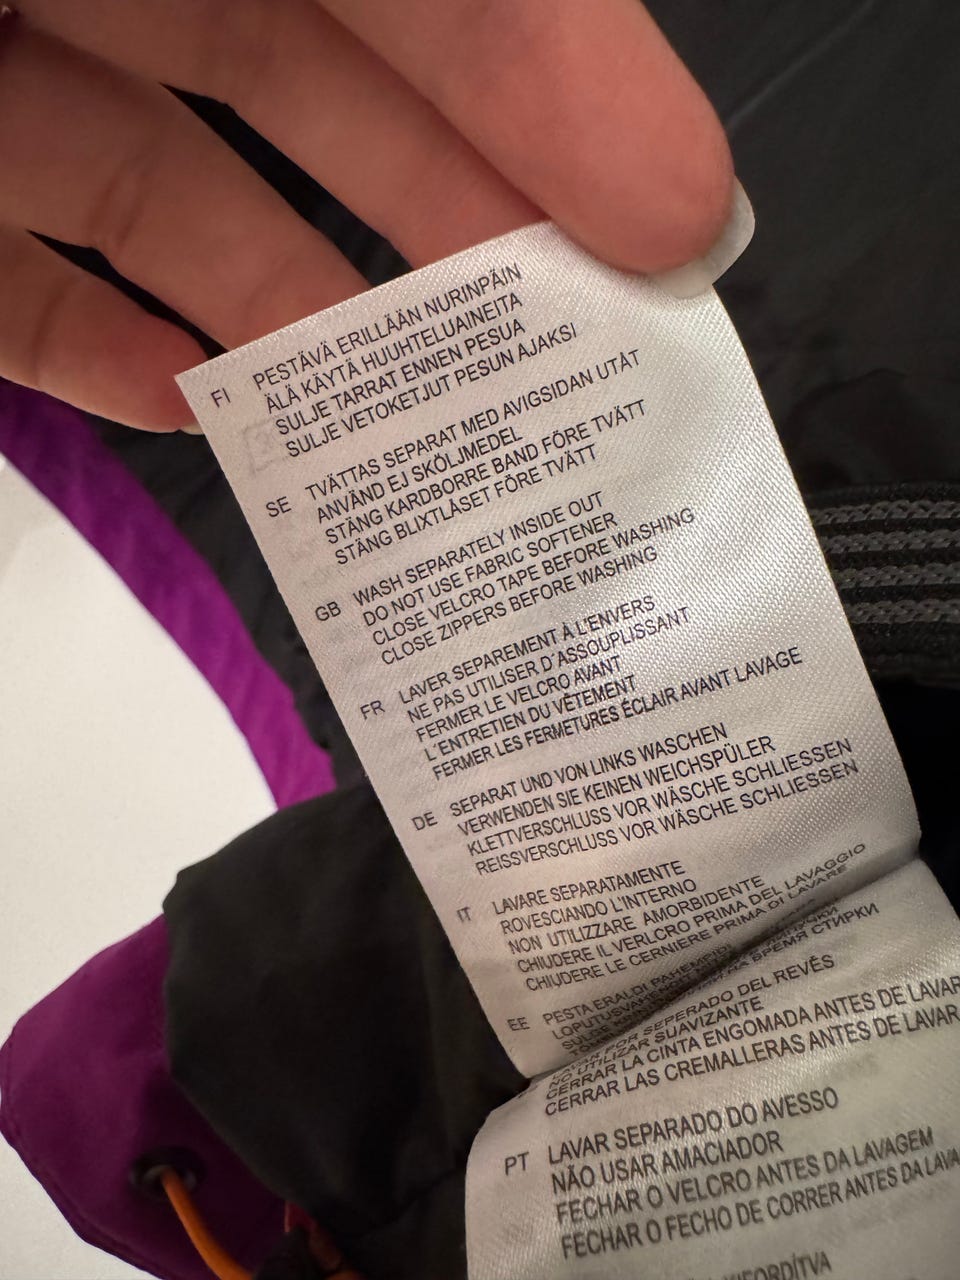 FI PESTÄVÄ ERILLÄÄN NURINPÄIN
ÄLÄ KÄYTÄ HUUHTELUAINEITA
SULJE TARRAT ENNEN PESUA
SULJE VETOKETJUT PESUN AJAKSI
SE TVÄTTAS SEPARAT MED AVIGSIDAN UTÁT
ANVÄND EJ SKÖLJMEDEL
STÄNG KARDBORRE BAND FÖRE TVÄTT
STÄNG BLIXTLÅSET FÖRE TVÄTT
GB WASH SEPARATELY INSIDE OUT
DO NOT USE FABRIC SOFTENER
CLOSE VELCRO TAPE BEFORE WASHING
CLOSE ZIPPERS BEFORE WASHING
FR LAVER SEPAREMENT À L'ENVERS
NE PAS UTILISER D'ASSOUPLISSANT
FERMER LE VELCRO AVANT
L'ENTRETIEN DU VÊTEMENT
FERMER LES FERMETURES ÉCLAIR AVANT LAVAGE
DE SEPARAT UND VON LINKS WASCHEN
VERWENDEN SIE KEINEN WEICHSPÜLER
KLETTVERSCHLUSS VOR WÄSCHE SCHLIESSEN
REISSVERSCHLUSS VOR WÄSCHE SCHLIESSEN
IT LAVARE SEPARATAMENTE
ROVESCIANDO L'INTERNO
NON UTILIZZARE AMORBIDENTE
CHIUDERE IL VERLCRO PRIMA DEL LAVAGGIO
CHIUDERE LE CERNIERE PRIMA DI LAVARE
EE PESTA ERALDI PAHEMPIDI
ВРЕМЯ СТИРКИ
POR SEPERADO DEL REVÉS
NO UTILIZAR SUAVIZANTE
CERRAR LA CINTA ENGOMADA ANTES DE LAVAR
CERRAR LAS CREMALLERAS ANTES DE LAVAR
PT LAVAR SEPARADO DO AVESSO
NÃO USAR AMACIADOR
FECHAR O VELCRO ANTES DA LAVAGEM
FECHAR O FECHO DE CORRER ANTES DA